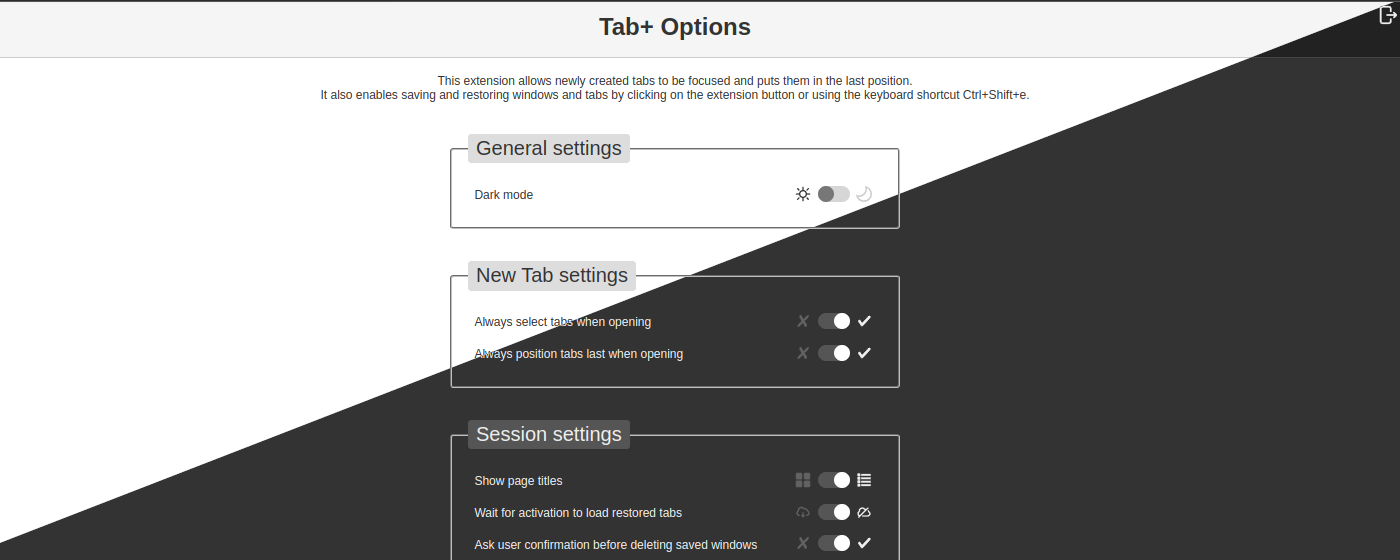 Tab+ Options
This extension allows newly created tabs to be focused and puts them in the last position.
It also enables saving and restoring windows and tabs by clicking on the extension button or using the keyboard shortcut Ctrl+Shift+e.
General settings
Dark mode
New Tab settings
Always select tabs when opening
Always position tabs last when opening
Session settings
Show page titles
Wait for activation to load restored tabs
Ask user confirmation before deleting saved windows